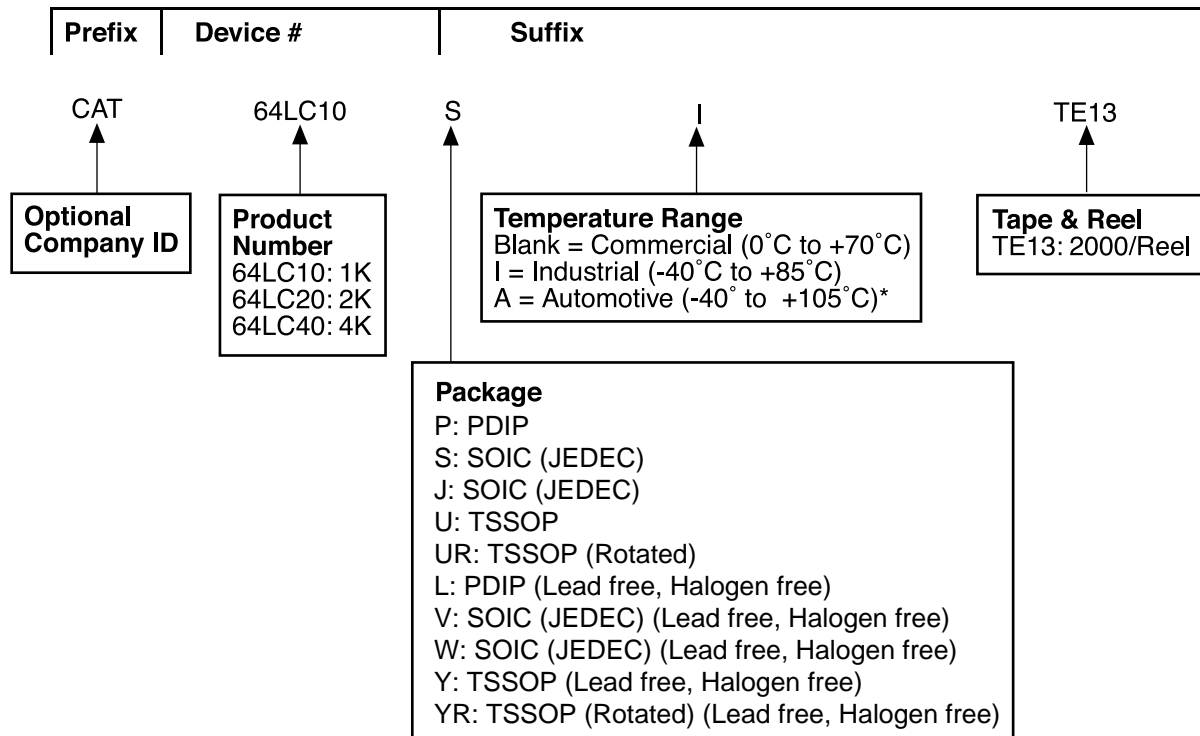 Prefix Device # Suffix
CAT 64LC10 S I TE13
Optional
Company ID
Product
Number
64LC10: 1K
64LC20: 2K
64LC40: 4K
Temperature Range
Blank = Commercial (0˚C to +70˚C)
I = Industrial (-40˚C to +85˚C)
A = Automotive (-40˚ to +105˚C)*
Tape & Reel
TE13: 2000/Reel
Package
P: PDIP
S: SOIC (JEDEC)
J: SOIC (JEDEC)
U: TSSOP
UR: TSSOP (Rotated)
L: PDIP (Lead free, Halogen free)
V: SOIC (JEDEC) (Lead free, Halogen free)
W: SOIC (JEDEC) (Lead free, Halogen free)
Y: TSSOP (Lead free, Halogen free)
YR: TSSOP (Rotated) (Lead free, Halogen free)